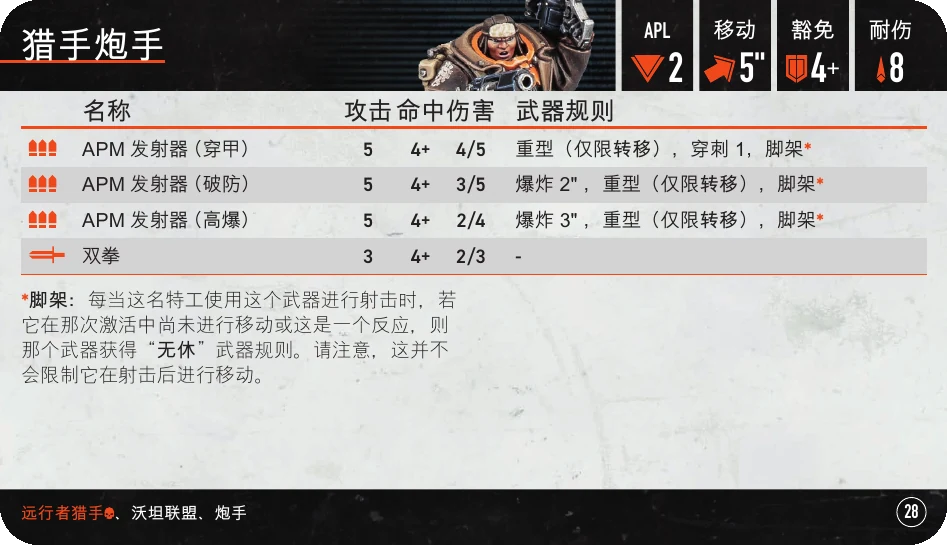 猎手炮手
APL 移动 豁免 耐伤
2 5" 4+ 8
名称 攻击 命中 伤害 武器规则
APM 发射器（穿甲） 5 4+ 4/5 重型（仅限转移），穿刺 1，脚架*
APM 发射器（破防） 5 4+ 3/5 爆炸 2"，重型（仅限转移），脚架*
APM 发射器（高爆） 5 4+ 2/4 爆炸 3"，重型（仅限转移），脚架*
双拳 3 4+ 2/3 -
*脚架：每当这名特工使用这个武器进行射击时，若
它在那次激活中尚未进行移动或这是一个反应，则
那个武器获得“无休”武器规则。请注意，这并不
会限制它在射击后进行移动。
远行者猎手、沃坦联盟、炮手
28